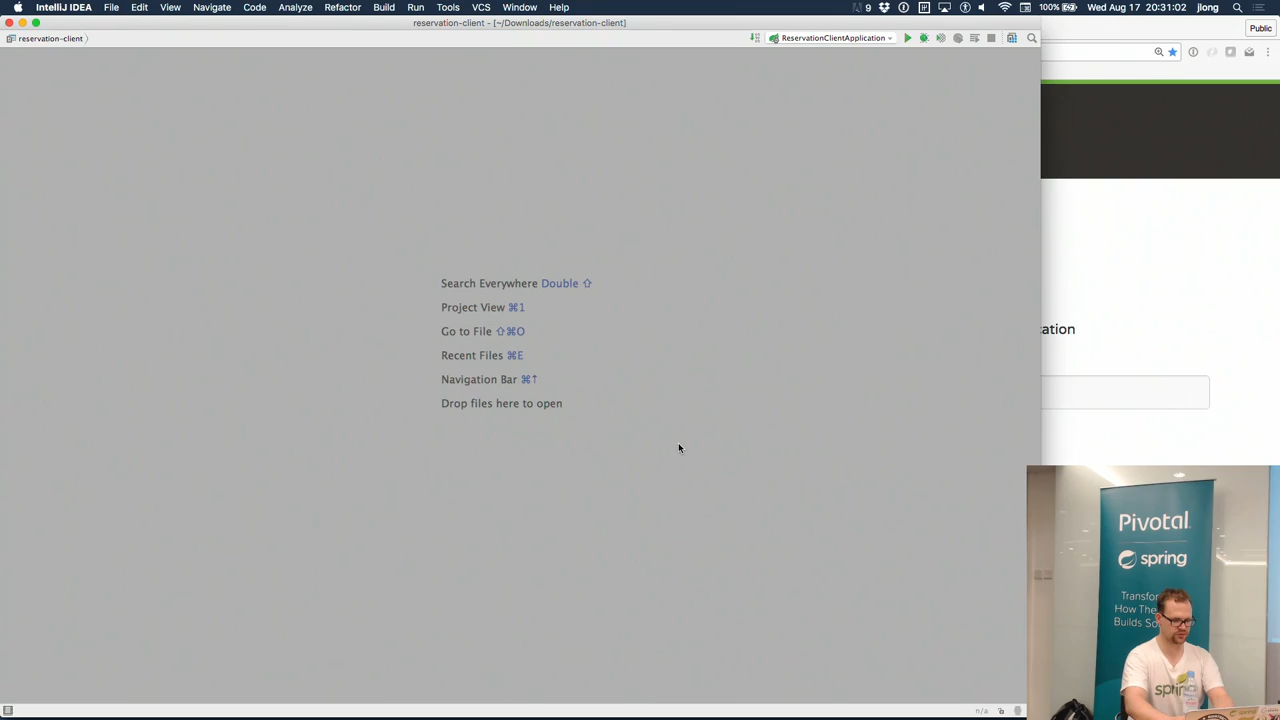 IntelliJ IDEA File Edit View Navigate Code Analyze Refactor Build Run Tools VCS Window Help 9 100% Wed Aug 17 20:31:02 jlong
reservation-client - [~/Downloads/reservation-client]
Public
reservation-client
ReservationClientApplication
Search Everywhere Double ⇧
Project View ⌘1
Go to File ⇧⌘O
Recent Files ⌘E
Navigation Bar ⌘↑
Drop files here to open
cation
Pivotal
spring
Transfor
How The
Builds So
spring
n/a